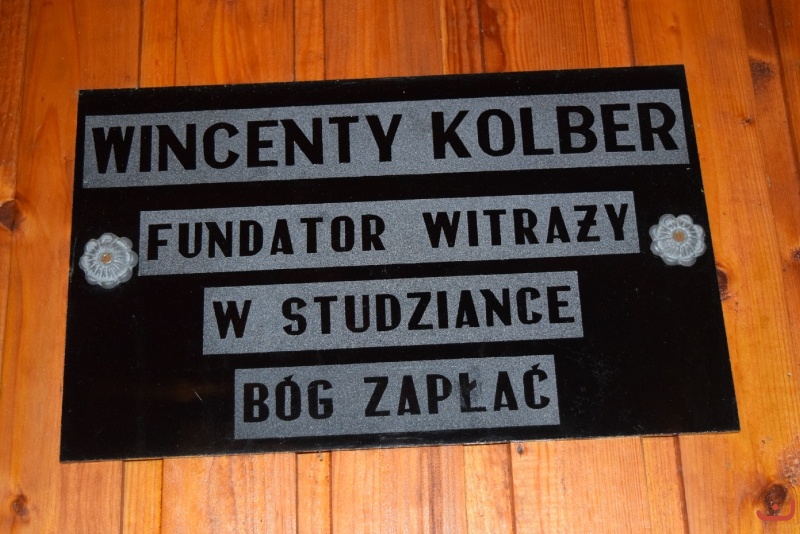 WINCENTY KOLBER
FUNDATOR WITRAŻY
W STUDZIANCE
BÓG ZAPŁAĆ